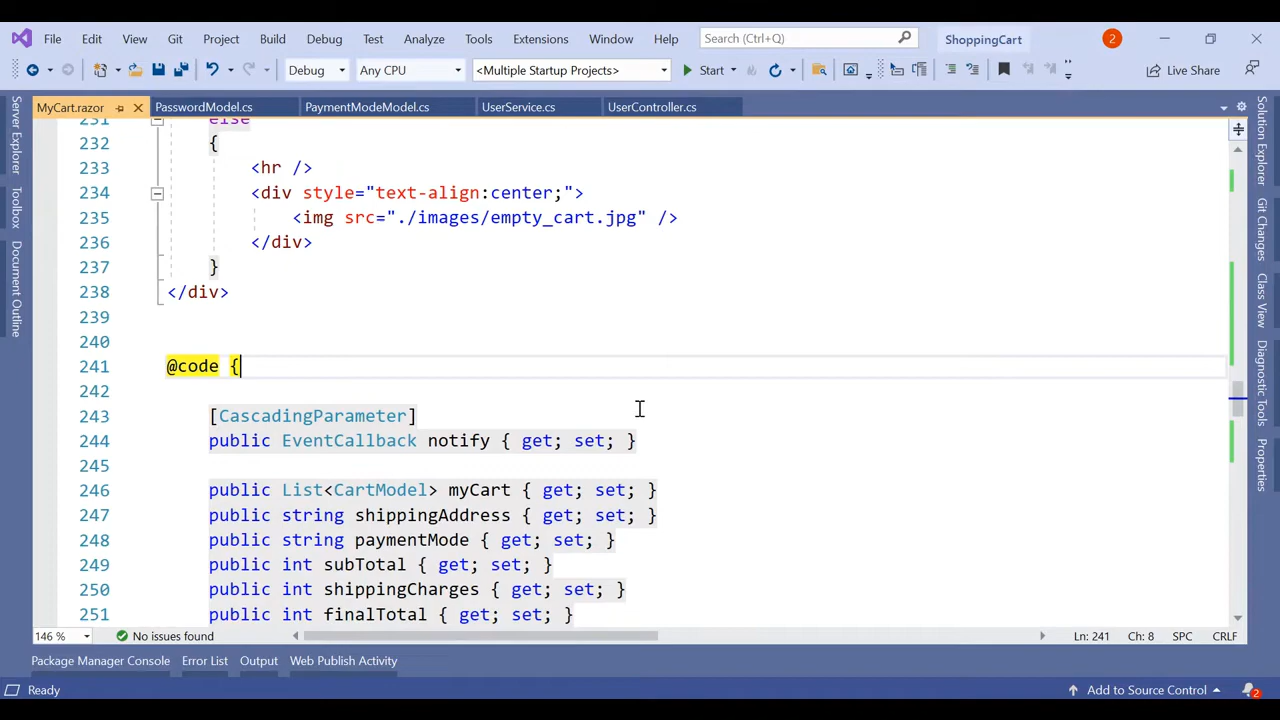 File Edit View Git Project Build Debug Test Analyze Tools Extensions Window Help Search (Ctrl+Q) ShoppingCart 2
Debug Any CPU <Multiple Startup Projects> Start Live Share
MyCart.razor PasswordModel.cs PaymentModeModel.cs UserService.cs UserController.cs
Server Explorer
Toolbox
Document Outline
231 else
232 {
233 <hr />
234 <div style="text-align:center;">
235 <img src="./images/empty_cart.jpg" />
236 </div>
237 }
238 </div>
239
240
241 @code {
242
243 [CascadingParameter]
244 public EventCallback notify { get; set; }
245
246 public List<CartModel> myCart { get; set; }
247 public string shippingAddress { get; set; }
248 public string paymentMode { get; set; }
249 public int subTotal { get; set; }
250 public int shippingCharges { get; set; }
251 public int finalTotal { get; set; }
Solution Explorer
Git Changes
Class View
Diagnostic Tools
Properties
146 % No issues found Ln: 241 Ch: 8 SPC CRLF
Package Manager Console Error List Output Web Publish Activity
Ready Add to Source Control 2